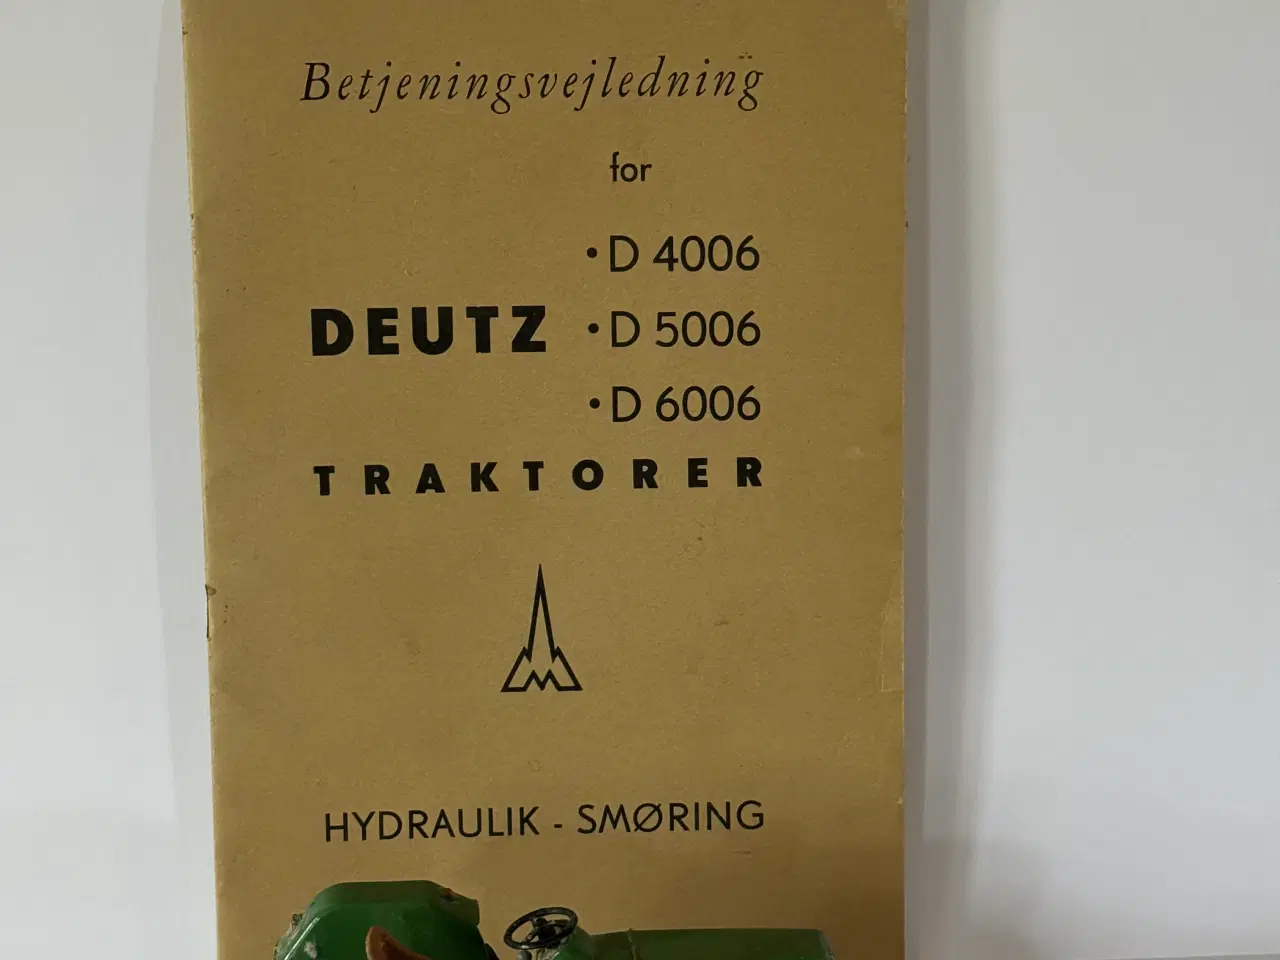 Betjeningsvejledning
for
• D 4006
DEUTZ • D 5006
• D 6006
TRAKTORER
HYDRAULIK - SMØRING